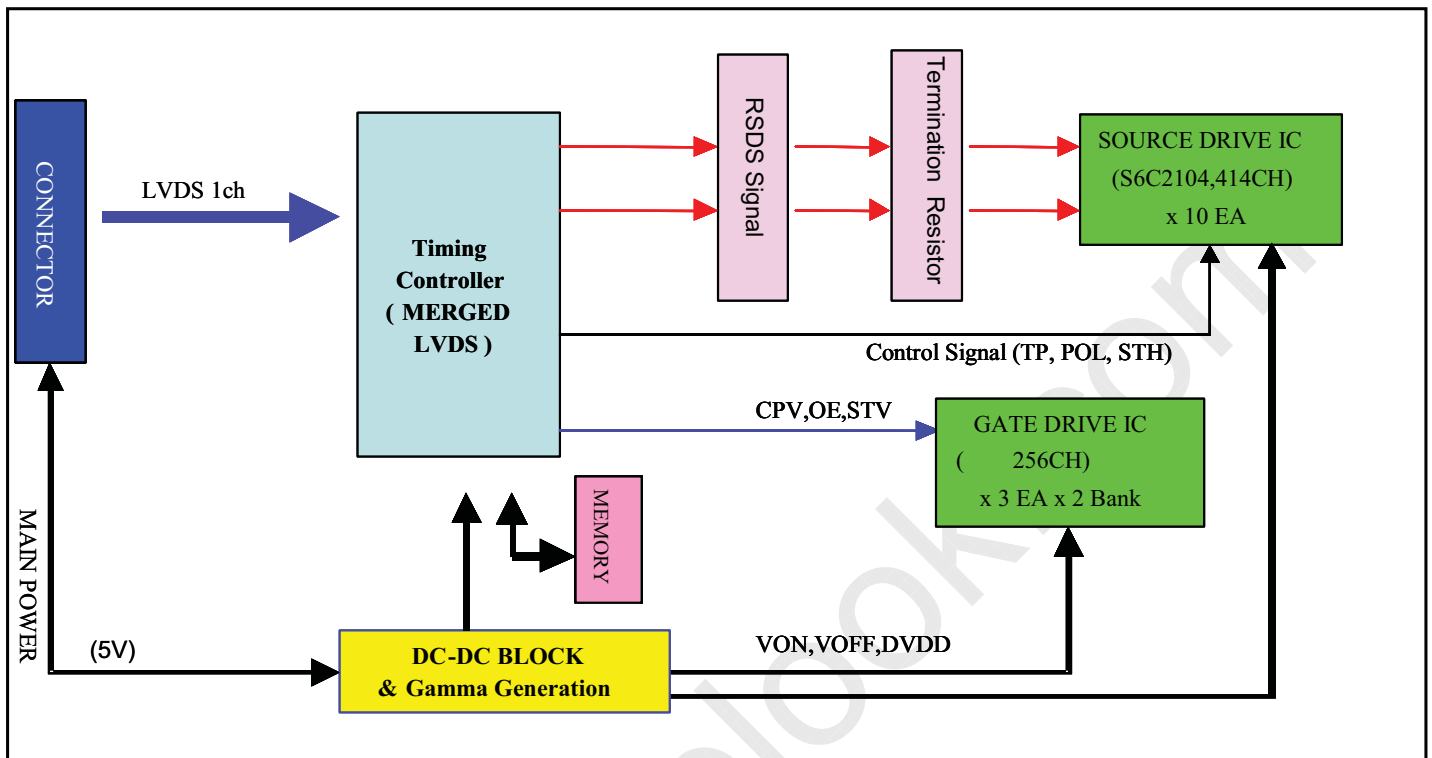 CONNECTOR
LVDS 1ch
Timing
Controller
( MERGED
LVDS )
RSDS Signal
Termination Resistor
SOURCE DRIVE IC
(S6C2104,414CH)
x 10 EA
Control Signal (TP, POL, STH)
CPV,OE,STV
GATE DRIVE IC
( 256CH)
x 3 EA x 2 Bank
MEMORY
MAIN POWER
(5V)
DC-DC BLOCK
& Gamma Generation
VON,VOFF,DVDD
elook.com